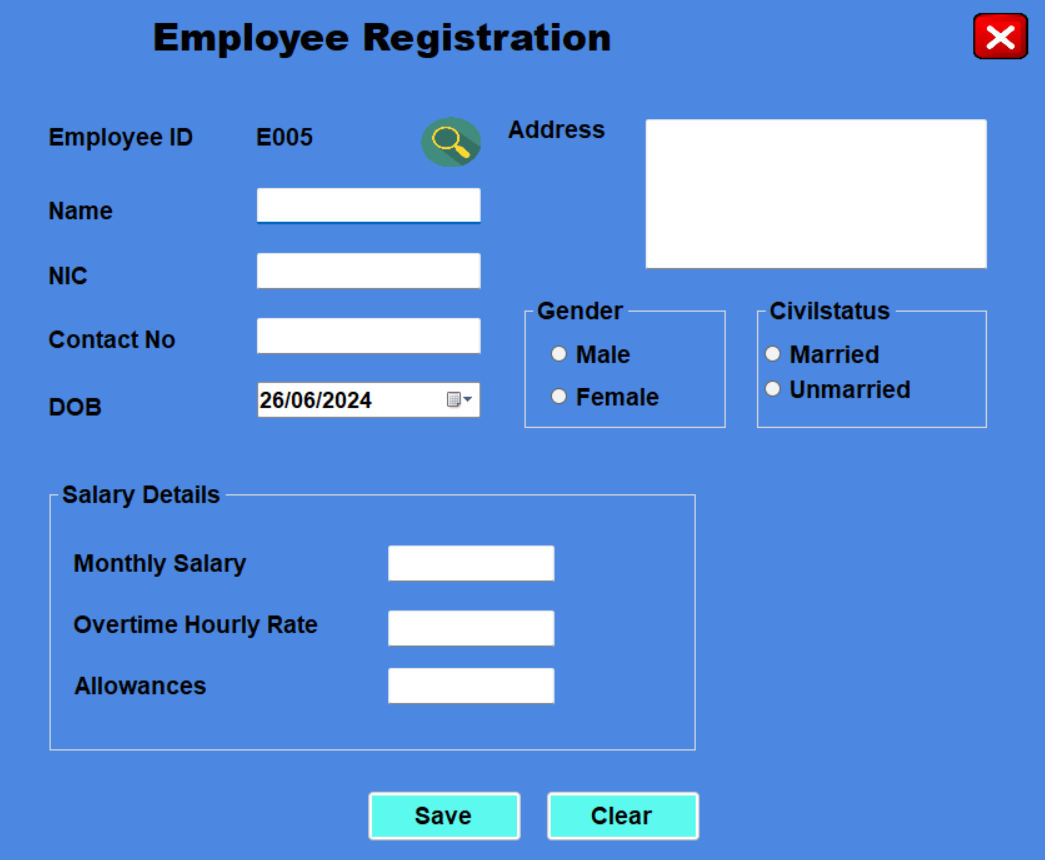 Employee Registration
Employee ID E005
Address
Name
NIC
Contact No
DOB 26/06/2024
Gender
Male
Female
Civilstatus
Married
Unmarried
Salary Details
Monthly Salary
Overtime Hourly Rate
Allowances
Save
Clear